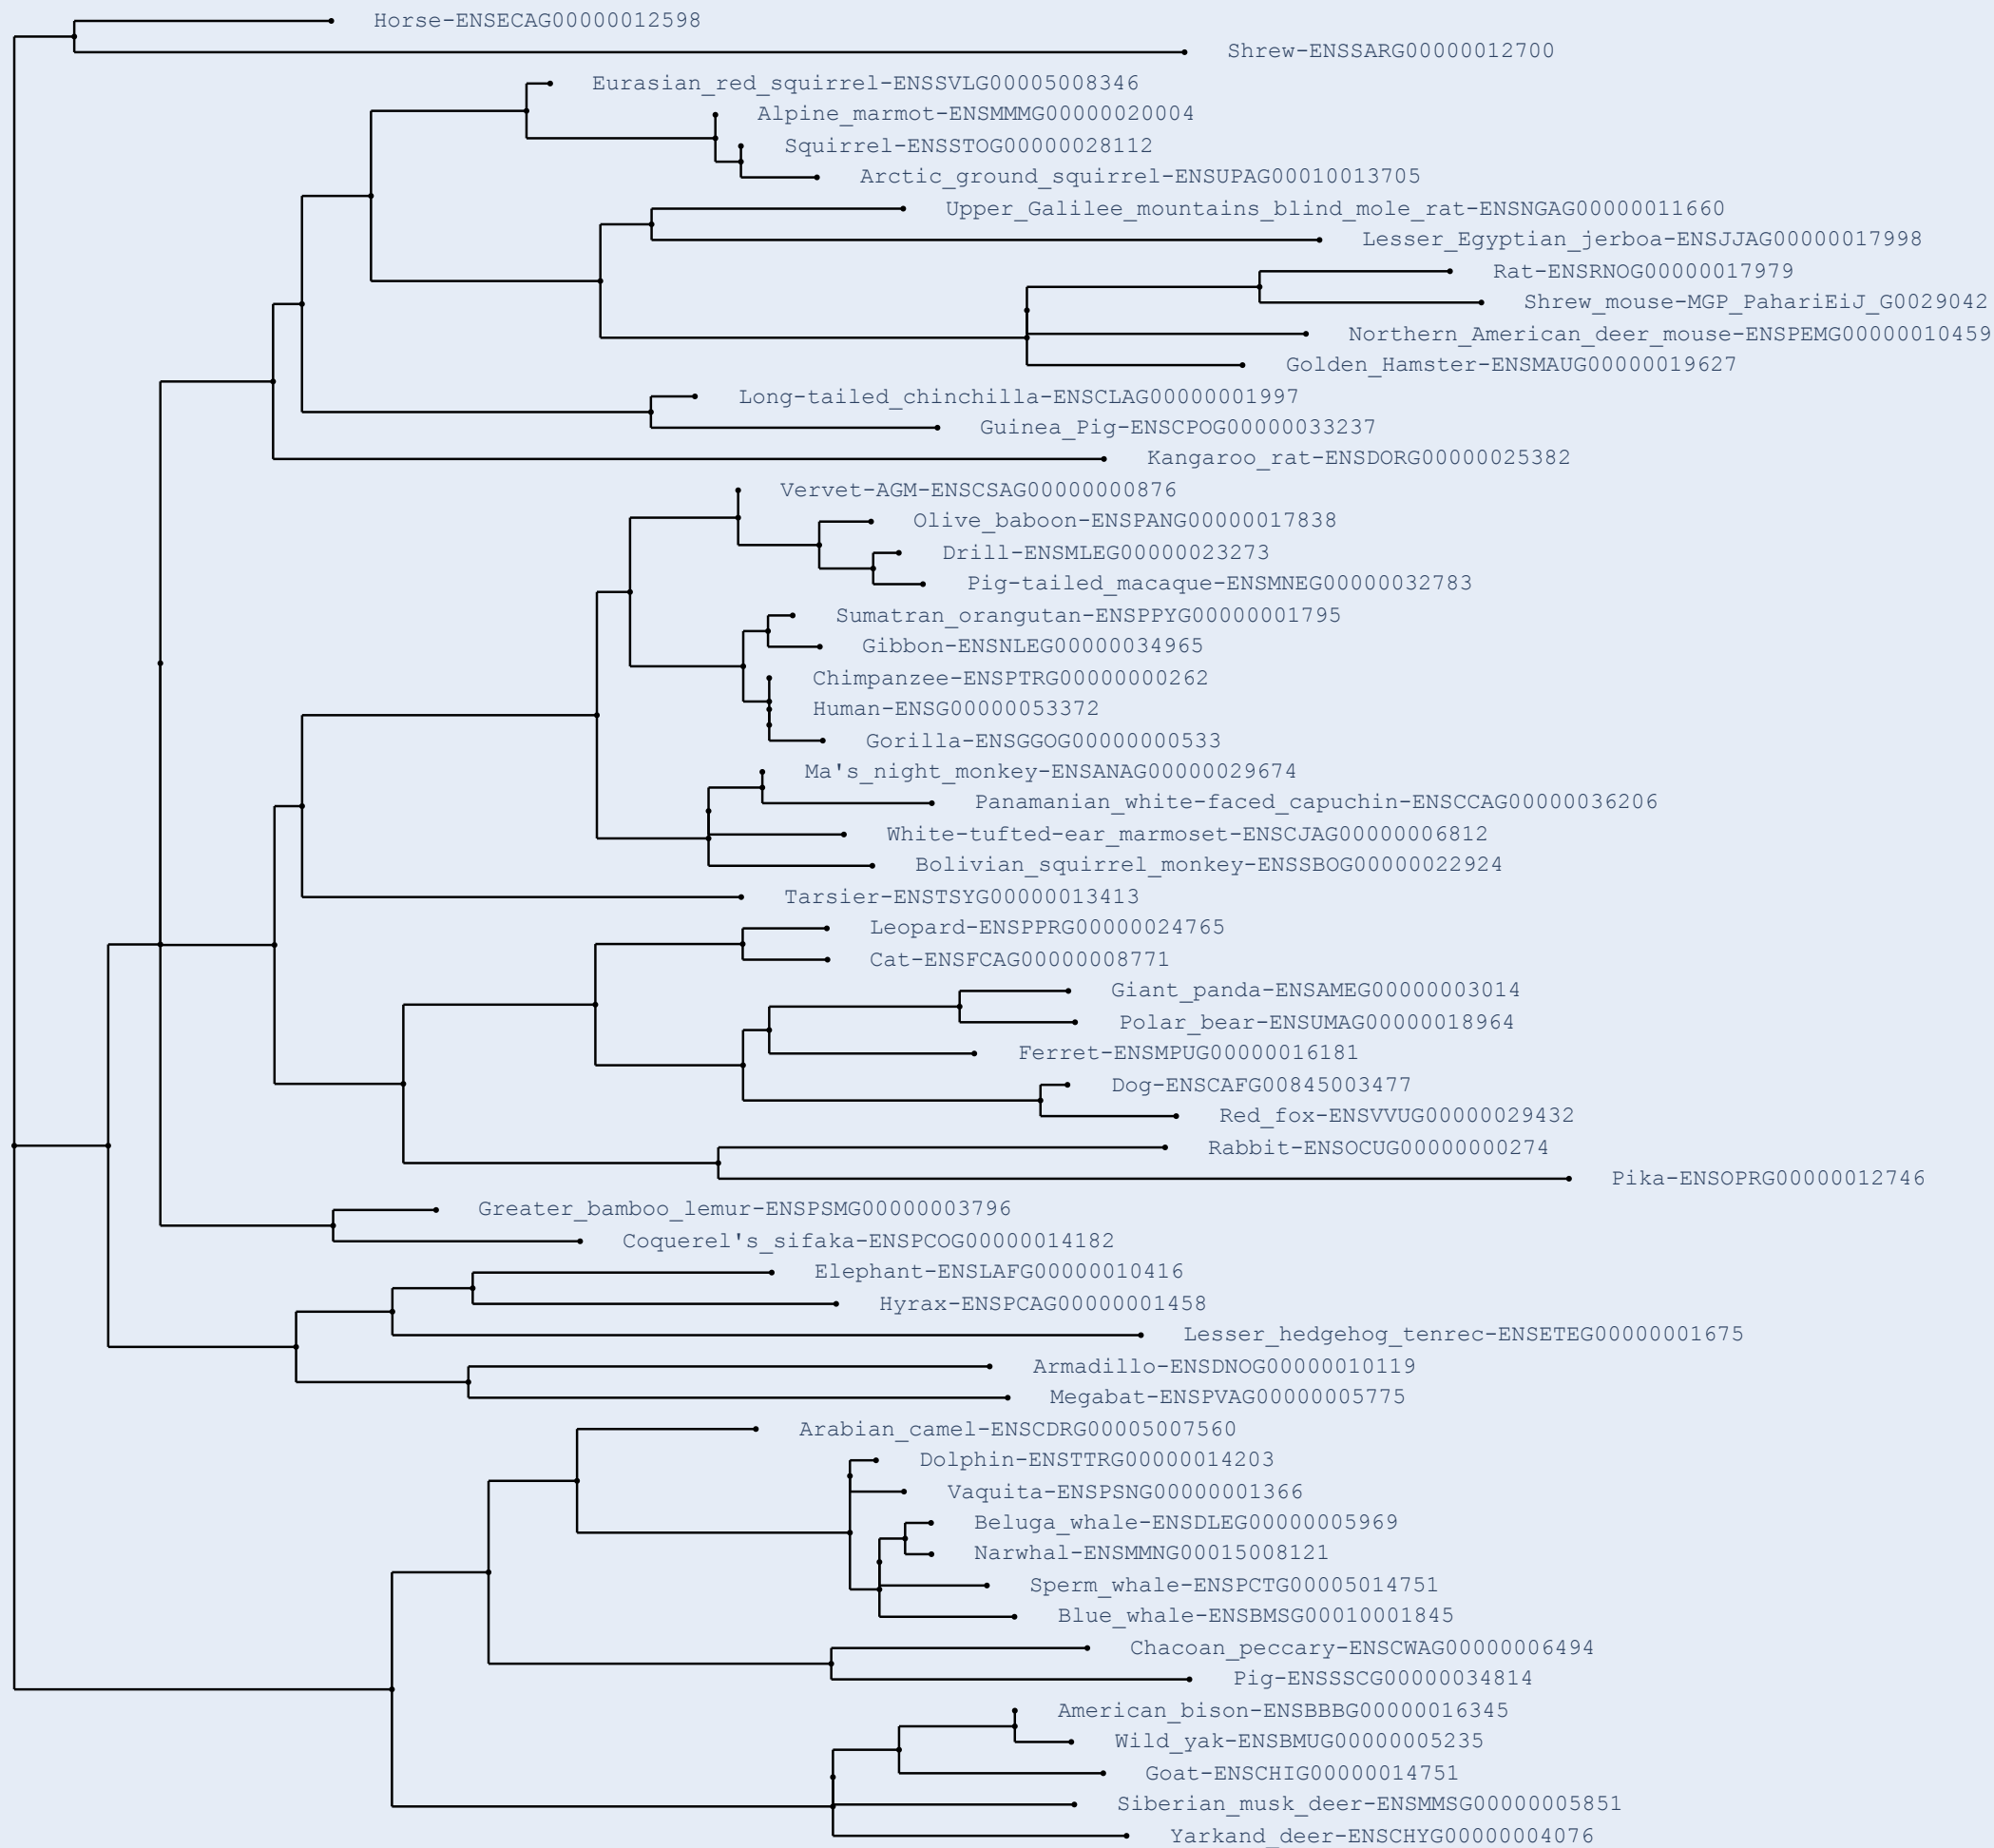 Horse-ENSECAG00000012598
Shrew-ENSSARG00000012700
Eurasian_red_squirrel-ENSSVLG00005008346
Alpine_marmot-ENSMMMG00000020004
Squirrel-ENSSTOG00000028112
Arctic_ground_squirrel-ENSUPAG00010013705
Upper_Galilee_mountains_blind_mole_rat-ENSNGAG00000011660
Lesser_Egyptian_jerboa-ENSJJAG00000017998
Rat-ENSRNOG00000017979
Shrew_mouse-MGP_PahariEiJ_G0029042
Northern_American_deer_mouse-ENSPEMG00000010459
Golden_Hamster-ENSMAUG00000019627
Long-tailed_chinchilla-ENSCLAG00000001997
Guinea_Pig-ENSCPOG00000033237
Kangaroo_rat-ENSDORG00000025382
Vervet-AGM-ENSCSAG00000000876
Olive_baboon-ENSPANG00000017838
Drill-ENSMLEG00000023273
Pig-tailed_macaque-ENSMNEG00000032783
Sumatran_orangutan-ENSPPYG00000001795
Gibbon-ENSNLEG00000034965
Chimpanzee-ENSPTRG00000000262
Human-ENSG00000053372
Gorilla-ENSGGOG00000000533
Ma's_night_monkey-ENSANAG00000029674
Panamanian_white-faced_capuchin-ENSCCAG00000036206
White-tufted-ear_marmoset-ENSCJAG00000006812
Bolivian_squirrel_monkey-ENSSBOG00000022924
Tarsier-ENSTSYG00000013413
Leopard-ENSPPRG00000024765
Cat-ENSFCAG00000008771
Giant_panda-ENSAMEG00000003014
Polar_bear-ENSUMAG00000018964
Ferret-ENSMPUG00000016181
Dog-ENSCAFG00845003477
Red_fox-ENSVVUG00000029432
Rabbit-ENSOCUG00000000274
Pika-ENSOPRG00000012746
Greater_bamboo_lemur-ENSPSMG00000003796
Coquerel's_sifaka-ENSPCOG00000014182
Elephant-ENSLAFG00000010416
Hyrax-ENSPCAG00000001458
Lesser_hedgehog_tenrec-ENSETEG00000001675
Armadillo-ENSDNOG00000010119
Megabat-ENSPVAG00000005775
Arabian_camel-ENSCDRG00005007560
Dolphin-ENSTTRG00000014203
Vaquita-ENSPSNG00000001366
Beluga_whale-ENSDLEG00000005969
Narwhal-ENSMMNG00015008121
Sperm_whale-ENSPCTG00005014751
Blue_whale-ENSBMSG00010001845
Chacoan_peccary-ENSCWAG00000006494
Pig-ENSSSCG00000034814
American_bison-ENSBBBG00000016345
Wild_yak-ENSBMUG00000005235
Goat-ENSCHIG00000014751
Siberian_musk_deer-ENSMMSG00000005851
Yarkand_deer-ENSCHYG00000004076